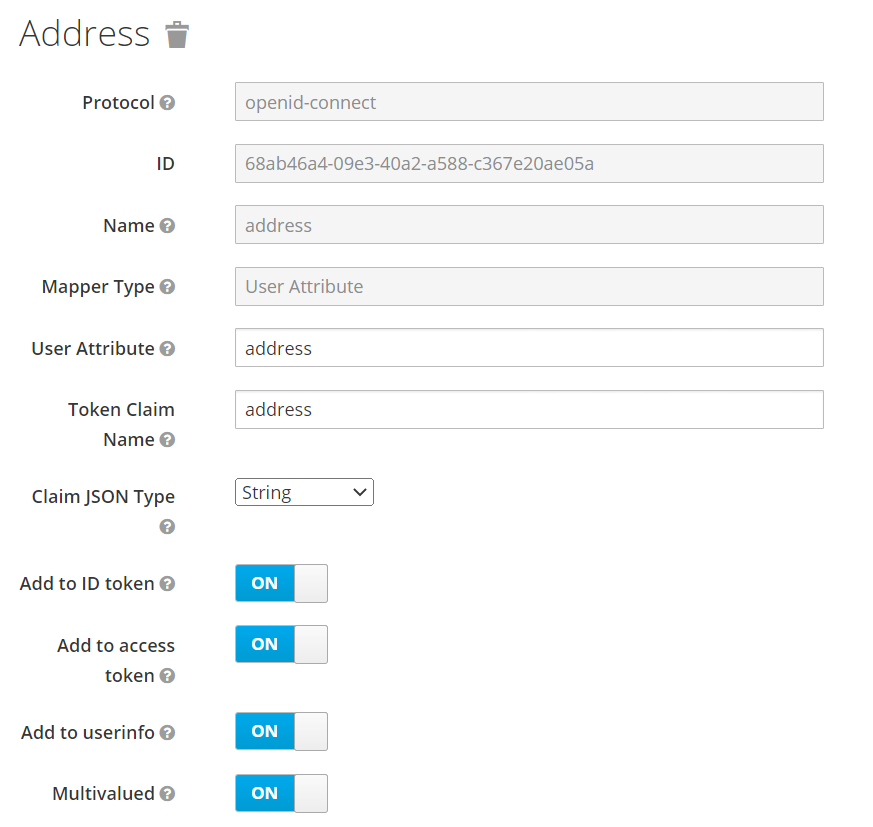 Address
Protocol
openid-connect
ID
68ab46a4-09e3-40a2-a588-c367e20ae05a
Name
address
Mapper Type
User Attribute
User Attribute
address
Token Claim
Name
address
Claim JSON Type
String
Add to ID token
ON
Add to access
token
ON
Add to userinfo
ON
Multivalued
ON